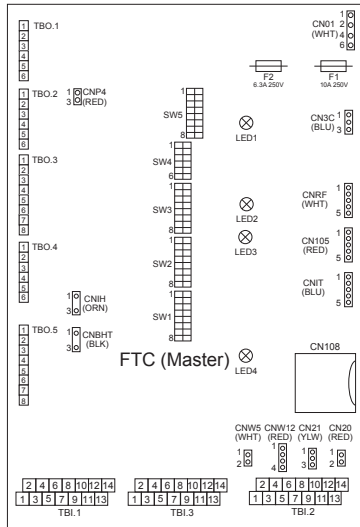 TBO.1
1
2
3
4
5
6
TBO.2
1
2
3
4
5
6
TBO.3
1
2
3
4
5
6
7
8
TBO.4
1
2
3
4
5
6
TBO.5
1
2
3
4
5
6
7
8
CNP4
(RED)
1
3
CNIH
(ORN)
1
3
CNBHT
(BLK)
1
3
SW5
1
8
SW4
1
6
SW3
1
8
SW2
1
8
SW1
1
8
FTC (Master)
CN01
(WHT)
1
2
4
6
F2
6.3A 250V
F1
10A 250V
LED1
CN3C
(BLU)
1
3
LED2
CNRF
(WHT)
1
5
LED3
CN105
(RED)
1
5
CNIT
(BLU)
1
5
LED4
CN108
CNW5
(WHT)
1
2
CNW12
(RED)
1
4
CN21
(YLW)
1
3
CN20
(RED)
1
2
2 4 6 8 10 12 14
1 3 5 7 9 11 13
TBI.1
2 4 6 8 10 12 14
1 3 5 7 9 11 13
TBI.3
2 4 6 8 10 12 14
1 3 5 7 9 11 13
TBI.2